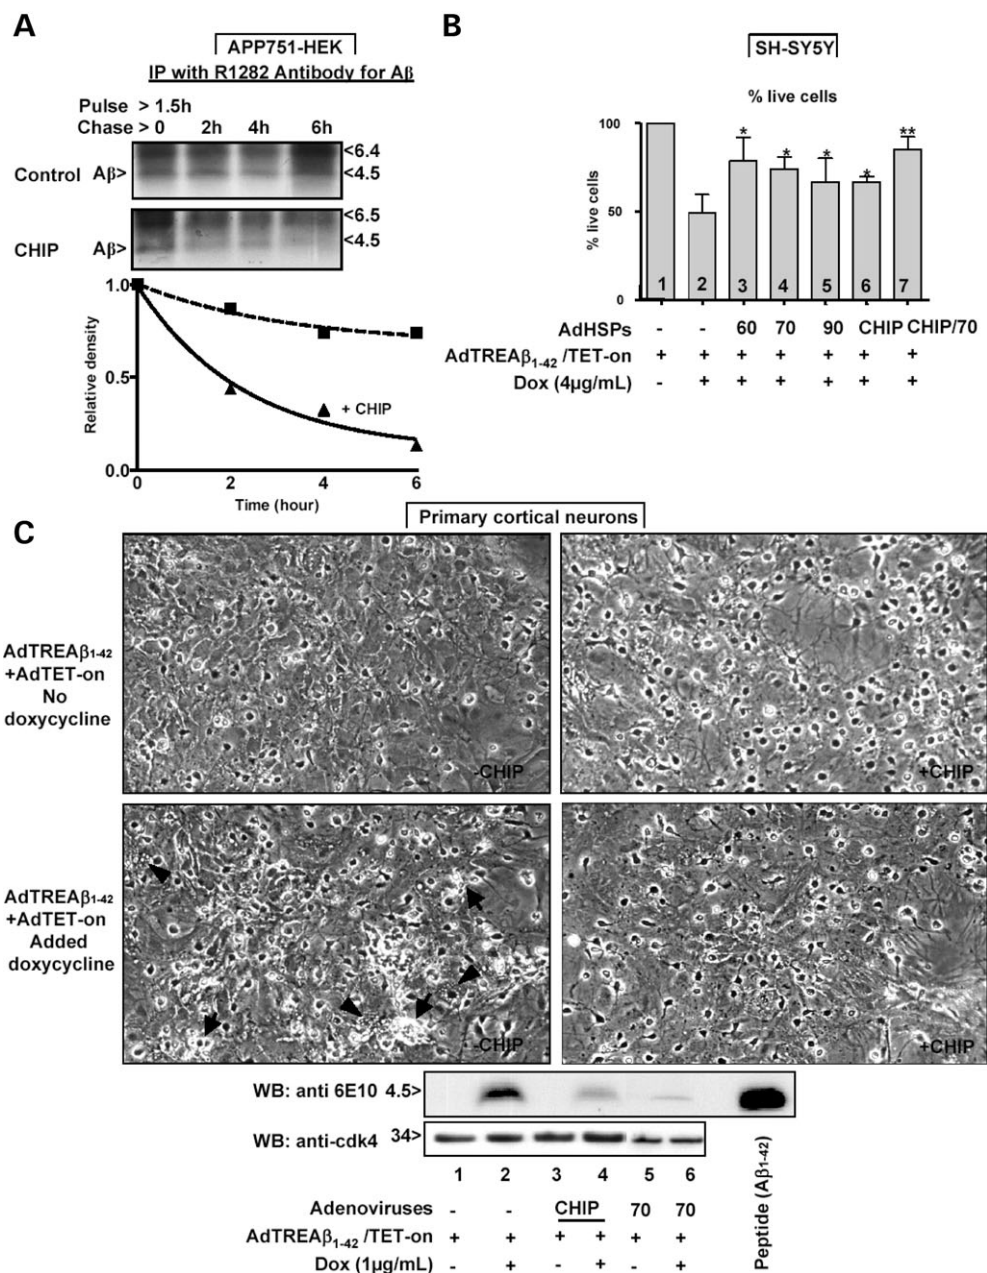 A
APP751-HEK
IP with R1282 Antibody for Aβ
Pulse > 1.5h
Chase > 0 2h 4h 6h
Control Aβ> <6.4
<4.5
CHIP Aβ> <6.5
<4.5
1.0
0.5
0.0
Relative density
+ CHIP
0 2 4 6
Time (hour)
B
SH-SY5Y
% live cells
100
50
0
% live cells
* * * * **
1 2 3 4 5 6 7
AdHSPs - - 60 70 90 CHIP CHIP/70
AdTREAβ1-42 /TET-on + + + + + + +
Dox (4µg/mL) - + + + + + +
C
Primary cortical neurons
AdTREAβ1-42
+AdTET-on
No
doxycycline
-CHIP
+CHIP
AdTREAβ1-42
+AdTET-on
Added
doxycycline
-CHIP
+CHIP
WB: anti 6E10 4.5>
WB: anti-cdk4 34>
1 2 3 4 5 6
Adenoviruses - - CHIP 70 70
AdTREAβ1-42 /TET-on + + + + + +
Dox (1µg/mL) - + - + - +
Peptide (Aβ1-42)